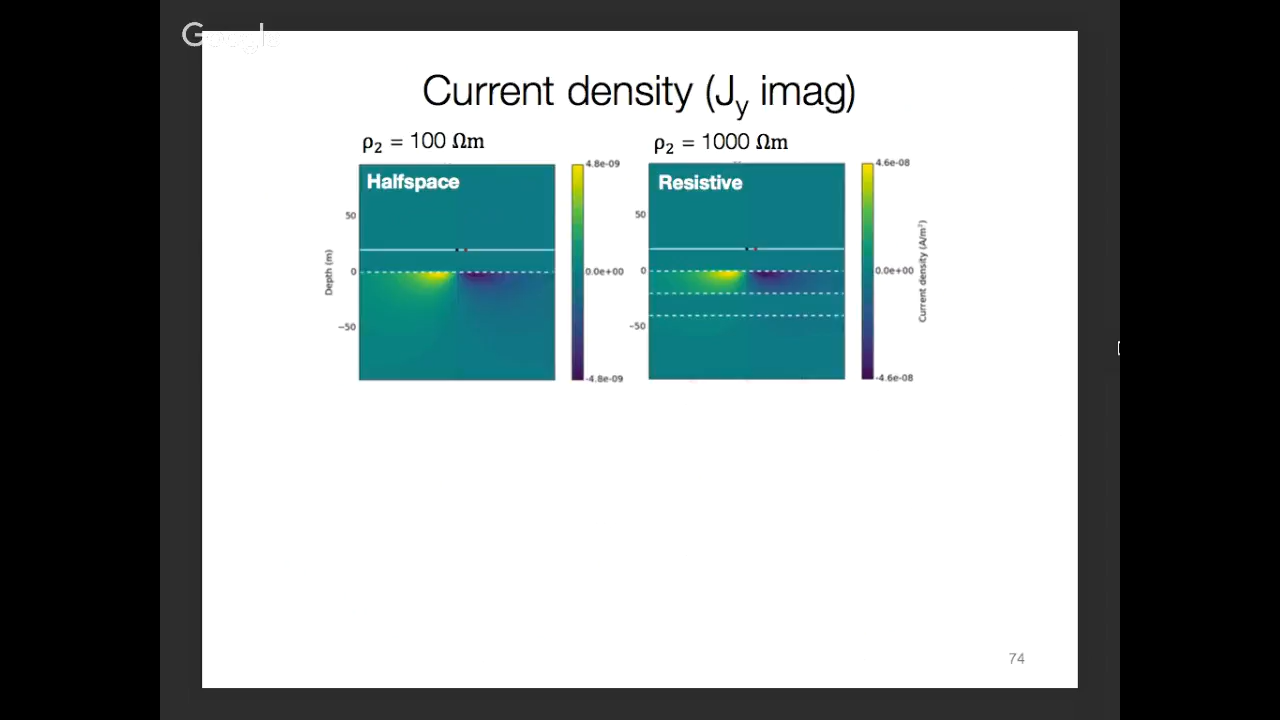 Google
Current density (Jy imag)
ρ₂ = 100 Ωm
ρ₂ = 1000 Ωm
Halfspace
Resistive
4.8e-09
0.0e+00
-4.8e-09
4.6e-08
0.0e+00
-4.6e-08
50
0
−50
50
0
−50
Depth (m)
Current density (A/m²)
74